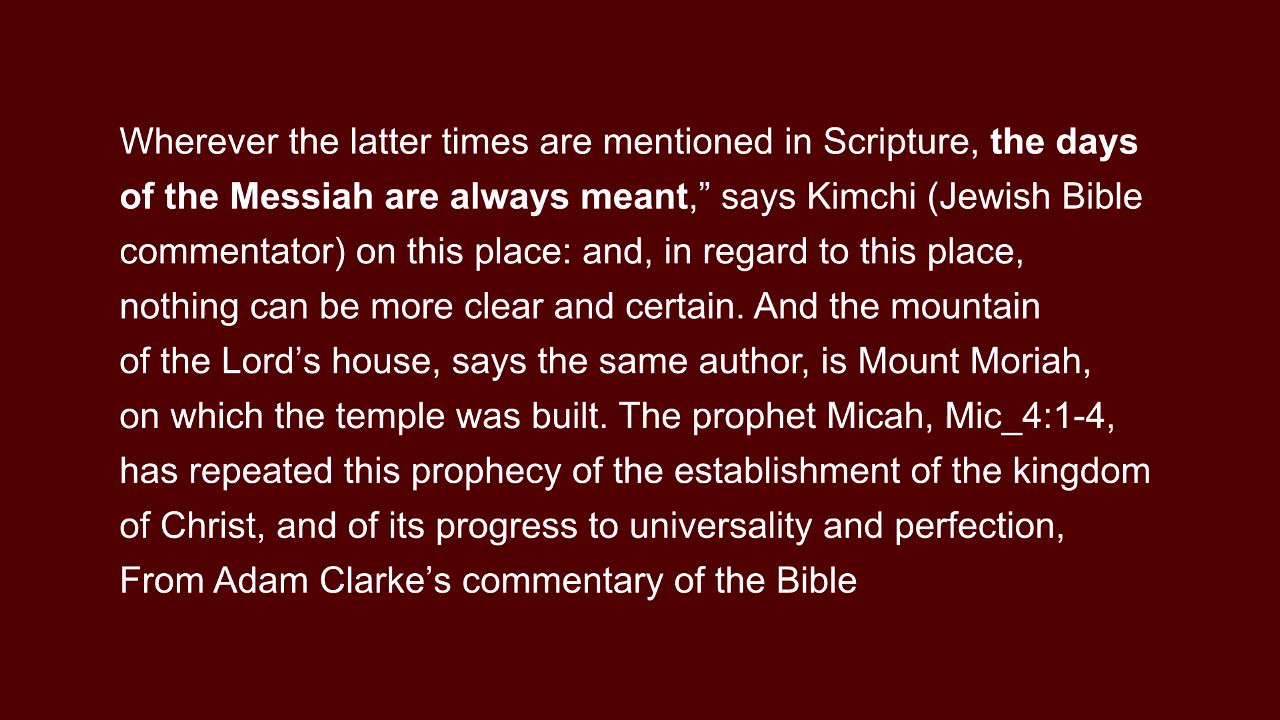 Wherever the latter times are mentioned in Scripture, the days
of the Messiah are always meant,” says Kimchi (Jewish Bible
commentator) on this place: and, in regard to this place,
nothing can be more clear and certain. And the mountain
of the Lord’s house, says the same author, is Mount Moriah,
on which the temple was built. The prophet Micah, Mic_4:1-4,
has repeated this prophecy of the establishment of the kingdom
of Christ, and of its progress to universality and perfection,
From Adam Clarke’s commentary of the Bible